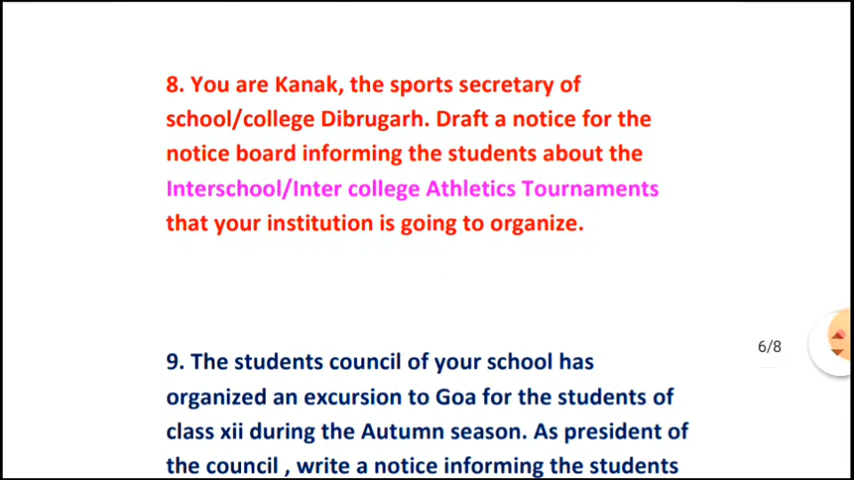 8. You are Kanak, the sports secretary of
school/college Dibrugarh. Draft a notice for the
notice board informing the students about the
Interschool/Inter college Athletics Tournaments
that your institution is going to organize.
6/8
9. The students council of your school has
organized an excursion to Goa for the students of
class xii during the Autumn season. As president of
the council , write a notice informing the students